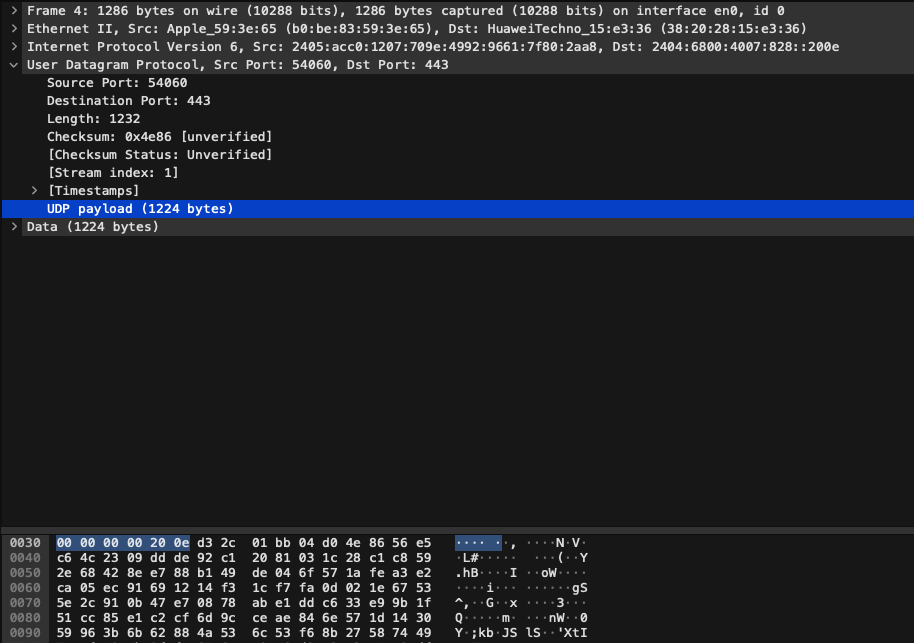 Frame 4: 1286 bytes on wire (10288 bits), 1286 bytes captured (10288 bits) on interface en0, id 0
Ethernet II, Src: Apple_59:3e:65 (b0:be:83:59:3e:65), Dst: HuaweiTechno_15:e3:36 (38:20:28:15:e3:36)
Internet Protocol Version 6, Src: 2405:acc0:1207:709e:4992:9661:7f80:2aa8, Dst: 2404:6800:4007:828::200e
User Datagram Protocol, Src Port: 54060, Dst Port: 443
Source Port: 54060
Destination Port: 443
Length: 1232
Checksum: 0x4e86 [unverified]
[Checksum Status: Unverified]
[Stream index: 1]
[Timestamps]
UDP payload (1224 bytes)
Data (1224 bytes)
0030 00 00 00 00 20 0e d3 2c 01 bb 04 d0 4e 86 56 e5 ···· ··, ····N·V·
0040 c6 4c 23 09 dd de 92 c1 20 81 03 1c 28 c1 c8 59 ·L#····· ···(··Y
0050 2e 68 42 8e e7 88 b1 49 de 04 6f 57 1a fe a3 e2 .hB····I ··oW····
0060 ca 05 ec 91 69 12 14 f3 1c f7 fa 0d 02 1e 67 53 ····i··· ······gS
0070 5e 2c 91 0b 47 e7 08 78 ab e1 dd c6 33 e9 9b 1f ^,··G··x ····3···
0080 51 cc 85 e1 c2 cf 6d 9c ce ae 84 6e 57 1d 14 30 Q·····m· ···nW··0
0090 59 96 3b 6b 62 88 4a 53 6c 53 f6 8b 27 58 74 49 Y·;kb·JS lS··'XtI